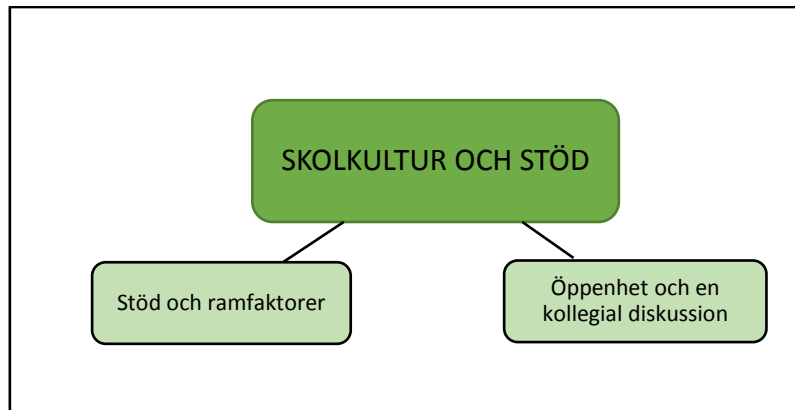 SKOLKULTUR OCH STÖD
Stöd och ramfaktorer
Öppenhet och en
kollegial diskussion